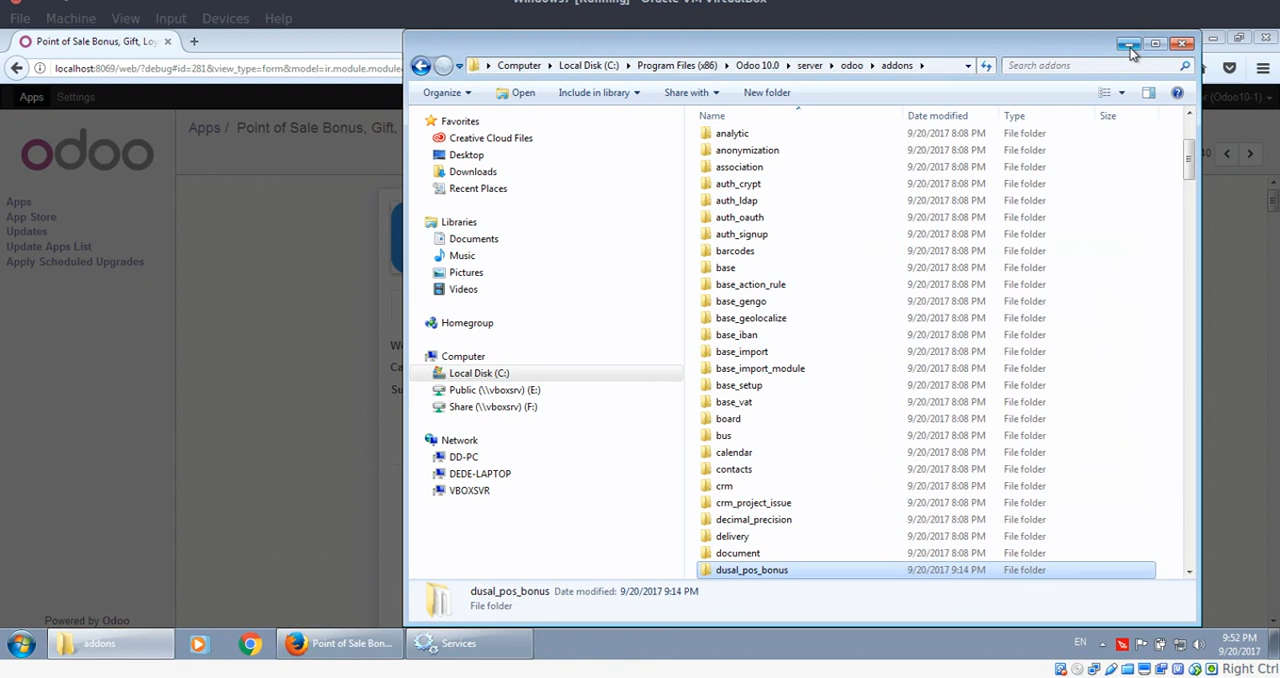 Windows7 [Running] - Oracle VM VirtualBox
File Machine View Input Devices Help
Point of Sale Bonus, Gift, Loy
localhost:8069/web/?debug#id=281&view_type=form&model=ir.module.module
Computer Local Disk (C:) Program Files (x86) Odoo 10.0 server odoo addons
Search addons
Apps Settings
(Odoo10-1)
Organize Open Include in library Share with New folder
odoo
Apps / Point of Sale Bonus, Gift,
Apps
App Store
Updates
Update Apps List
Apply Scheduled Upgrades
Powered by Odoo
Favorites
Creative Cloud Files
Desktop
Downloads
Recent Places
Libraries
Documents
Music
Pictures
Videos
Homegroup
Computer
Local Disk (C:)
Public (\\vboxsrv) (E:)
Share (\\vboxsrv) (F:)
Network
DD-PC
DEDE-LAPTOP
VBOXSVR
Name Date modified Type Size
analytic 9/20/2017 8:08 PM File folder
anonymization 9/20/2017 8:08 PM File folder
association 9/20/2017 8:08 PM File folder
auth_crypt 9/20/2017 8:08 PM File folder
auth_ldap 9/20/2017 8:08 PM File folder
auth_oauth 9/20/2017 8:08 PM File folder
auth_signup 9/20/2017 8:08 PM File folder
barcodes 9/20/2017 8:08 PM File folder
base 9/20/2017 8:08 PM File folder
base_action_rule 9/20/2017 8:08 PM File folder
base_gengo 9/20/2017 8:08 PM File folder
base_geolocalize 9/20/2017 8:08 PM File folder
base_iban 9/20/2017 8:08 PM File folder
base_import 9/20/2017 8:08 PM File folder
base_import_module 9/20/2017 8:08 PM File folder
base_setup 9/20/2017 8:08 PM File folder
base_vat 9/20/2017 8:08 PM File folder
board 9/20/2017 8:08 PM File folder
bus 9/20/2017 8:08 PM File folder
calendar 9/20/2017 8:08 PM File folder
contacts 9/20/2017 8:08 PM File folder
crm 9/20/2017 8:08 PM File folder
crm_project_issue 9/20/2017 8:08 PM File folder
decimal_precision 9/20/2017 8:08 PM File folder
delivery 9/20/2017 8:08 PM File folder
document 9/20/2017 8:08 PM File folder
dusal_pos_bonus 9/20/2017 9:14 PM File folder
dusal_pos_bonus Date modified: 9/20/2017 9:14 PM
File folder
addons
Point of Sale Bon...
Services
EN
9:52 PM
9/20/2017
Right Ctrl